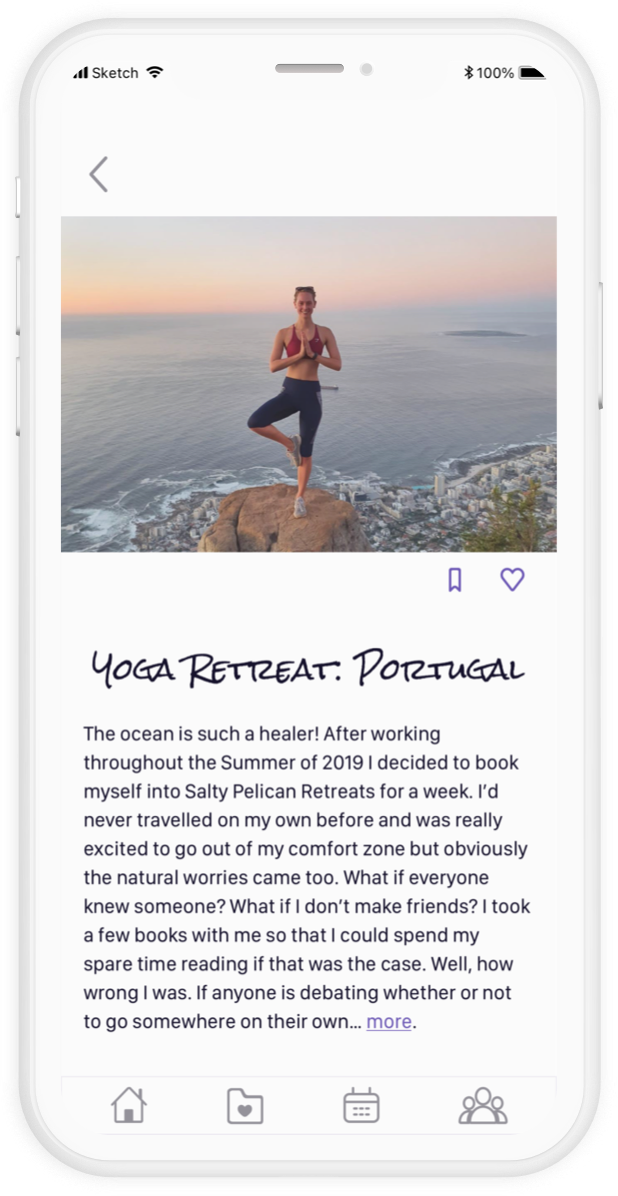 Sketch
100%
Yoga Retreat: Portugal
The ocean is such a healer! After working
throughout the Summer of 2019 I decided to book
myself into Salty Pelican Retreats for a week. I’d
never travelled on my own before and was really
excited to go out of my comfort zone but obviously
the natural worries came too. What if everyone
knew someone? What if I don’t make friends? I took
a few books with me so that I could spend my
spare time reading if that was the case. Well, how
wrong I was. If anyone is debating whether or not
to go somewhere on their own... more.